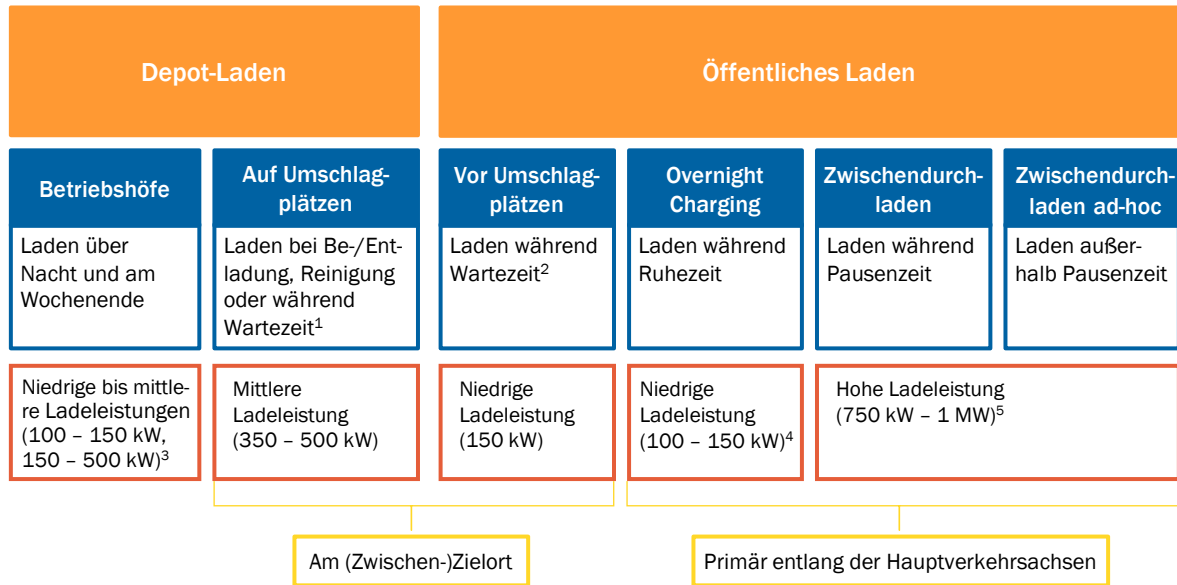 Depot-Laden
Öffentliches Laden
Betriebshöfe
Auf Umschlag-
plätzen
Vor Umschlag-
plätzen
Overnight
Charging
Zwischendurch-
laden
Zwischendurch-
laden ad-hoc
Laden über
Nacht und am
Wochenende
Laden bei Be-/Ent-
ladung, Reinigung
oder während
Wartezeit¹
Laden während
Wartezeit²
Laden während
Ruhezeit
Laden während
Pausenzeit
Laden außer-
halb Pausenzeit
Niedrige bis mittle-
re Ladeleistungen
(100 – 150 kW,
150 – 500 kW)³
Mittlere
Ladeleistung
(350 – 500 kW)
Niedrige
Ladeleistung
(150 kW)
Niedrige
Ladeleistung
(100 – 150 kW)⁴
Hohe Ladeleistung
(750 kW – 1 MW)⁵
Am (Zwischen-)Zielort
Primär entlang der Hauptverkehrsachsen